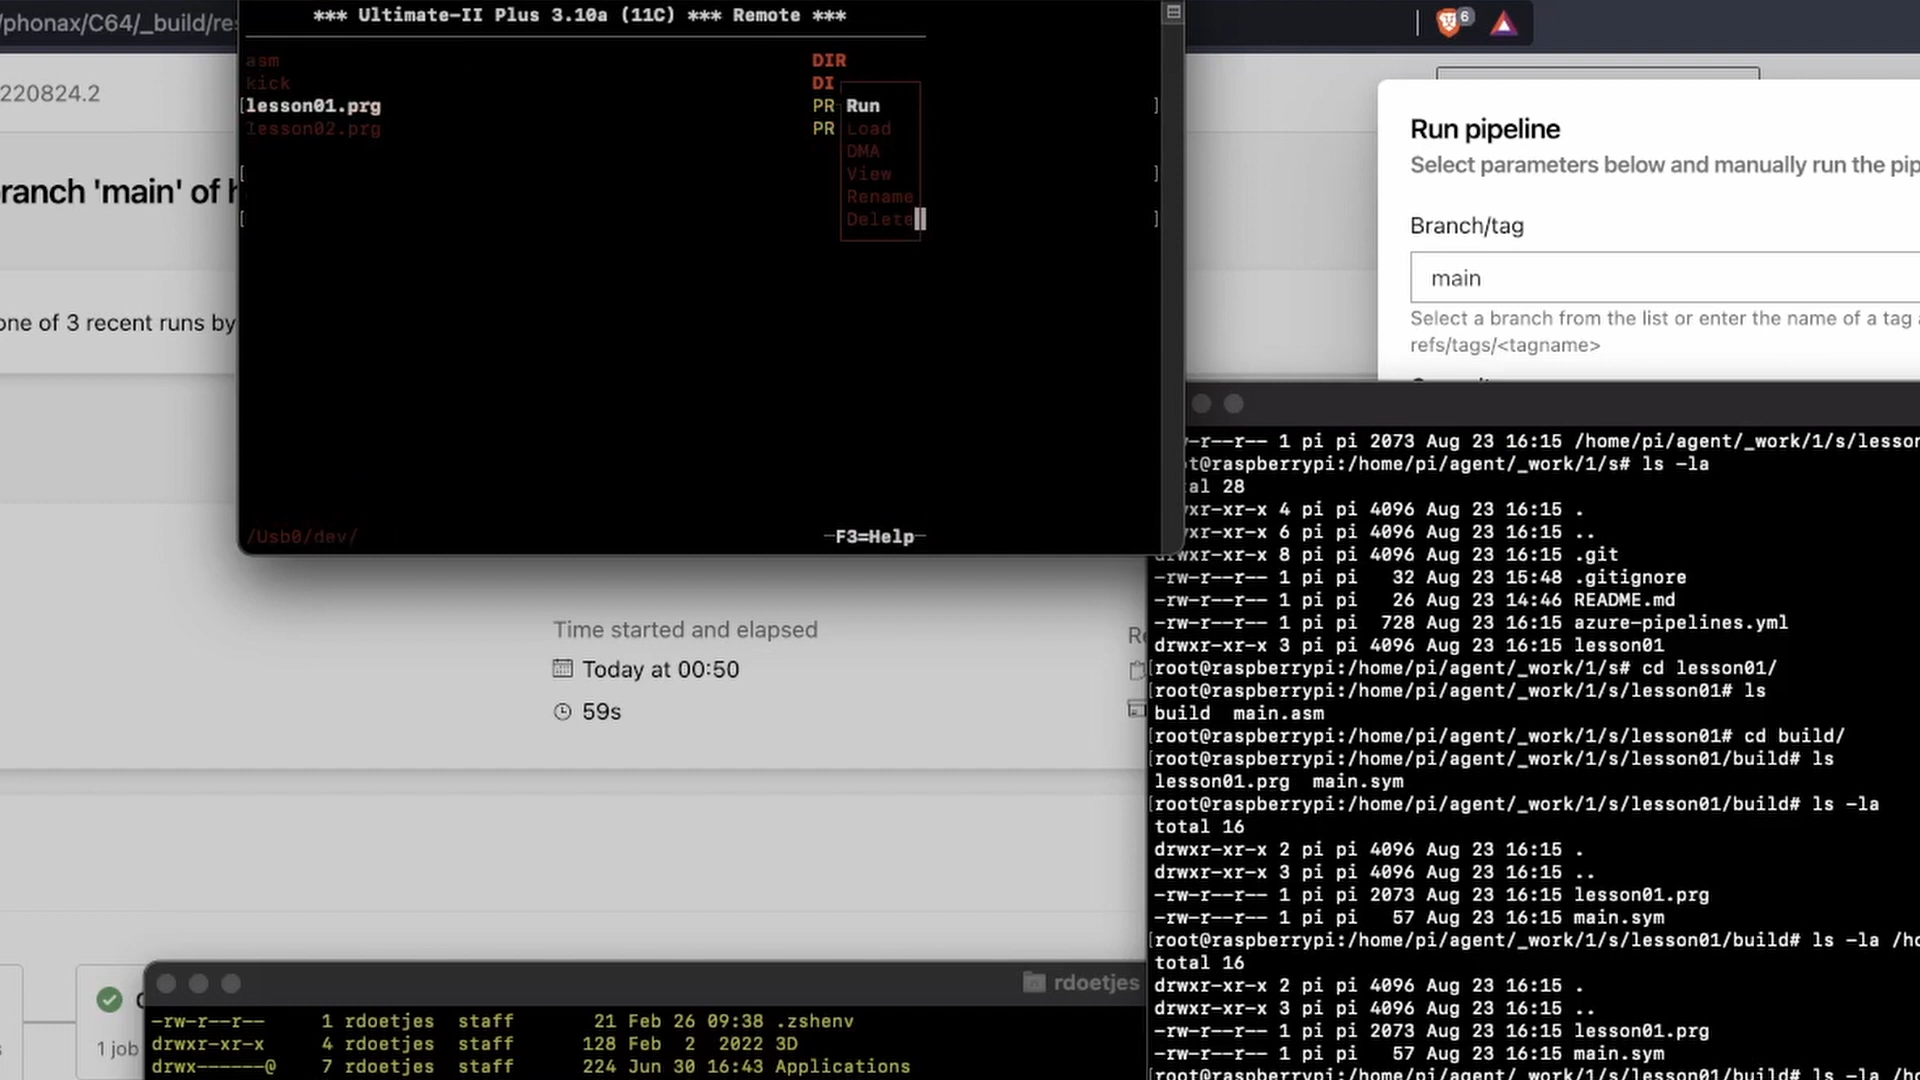 /phonax/C64/_build/res
220824.2
ranch 'main' of h
one of 3 recent runs by
*** Ultimate-II Plus 3.10a (11C) *** Remote ***
asm DIR
kick DI
[lesson01.prg PR Run ]
lesson02.prg PR Load
DMA
[ View ]
Rename
[ Delete ]
/Usb0/dev/ —F3=Help—
6
Run pipeline
Select parameters below and manually run the pip
Branch/tag
main
Select a branch from the list or enter the name of a tag a
refs/tags/<tagname>
Time started and elapsed
Today at 00:50
59s
Re
w-r--r-- 1 pi pi 2073 Aug 23 16:15 /home/pi/agent/_work/1/s/lesson
t@raspberrypi:/home/pi/agent/_work/1/s# ls -la
al 28
wxr-xr-x 4 pi pi 4096 Aug 23 16:15 .
wxr-xr-x 6 pi pi 4096 Aug 23 16:15 ..
drwxr-xr-x 8 pi pi 4096 Aug 23 16:15 .git
-rw-r--r-- 1 pi pi 32 Aug 23 15:48 .gitignore
-rw-r--r-- 1 pi pi 26 Aug 23 14:46 README.md
-rw-r--r-- 1 pi pi 728 Aug 23 16:15 azure-pipelines.yml
drwxr-xr-x 3 pi pi 4096 Aug 23 16:15 lesson01
[root@raspberrypi:/home/pi/agent/_work/1/s# cd lesson01/
[root@raspberrypi:/home/pi/agent/_work/1/s/lesson01# ls
build main.asm
[root@raspberrypi:/home/pi/agent/_work/1/s/lesson01# cd build/
[root@raspberrypi:/home/pi/agent/_work/1/s/lesson01/build# ls
lesson01.prg main.sym
[root@raspberrypi:/home/pi/agent/_work/1/s/lesson01/build# ls -la
total 16
drwxr-xr-x 2 pi pi 4096 Aug 23 16:15 .
drwxr-xr-x 3 pi pi 4096 Aug 23 16:15 ..
-rw-r--r-- 1 pi pi 2073 Aug 23 16:15 lesson01.prg
-rw-r--r-- 1 pi pi 57 Aug 23 16:15 main.sym
[root@raspberrypi:/home/pi/agent/_work/1/s/lesson01/build# ls -la /ho
total 16
drwxr-xr-x 2 pi pi 4096 Aug 23 16:15 .
drwxr-xr-x 3 pi pi 4096 Aug 23 16:15 ..
-rw-r--r-- 1 pi pi 2073 Aug 23 16:15 lesson01.prg
-rw-r--r-- 1 pi pi 57 Aug 23 16:15 main.sym
[root@raspberrypi:/home/pi/agent/_work/1/s/lesson01/build# ls -la /ho
1 job
rdoetjes
-rw-r--r-- 1 rdoetjes staff 21 Feb 26 09:38 .zshenv
drwxr-xr-x 4 rdoetjes staff 128 Feb 2 2022 3D
drwx------@ 7 rdoetjes staff 224 Jun 30 16:43 Applications